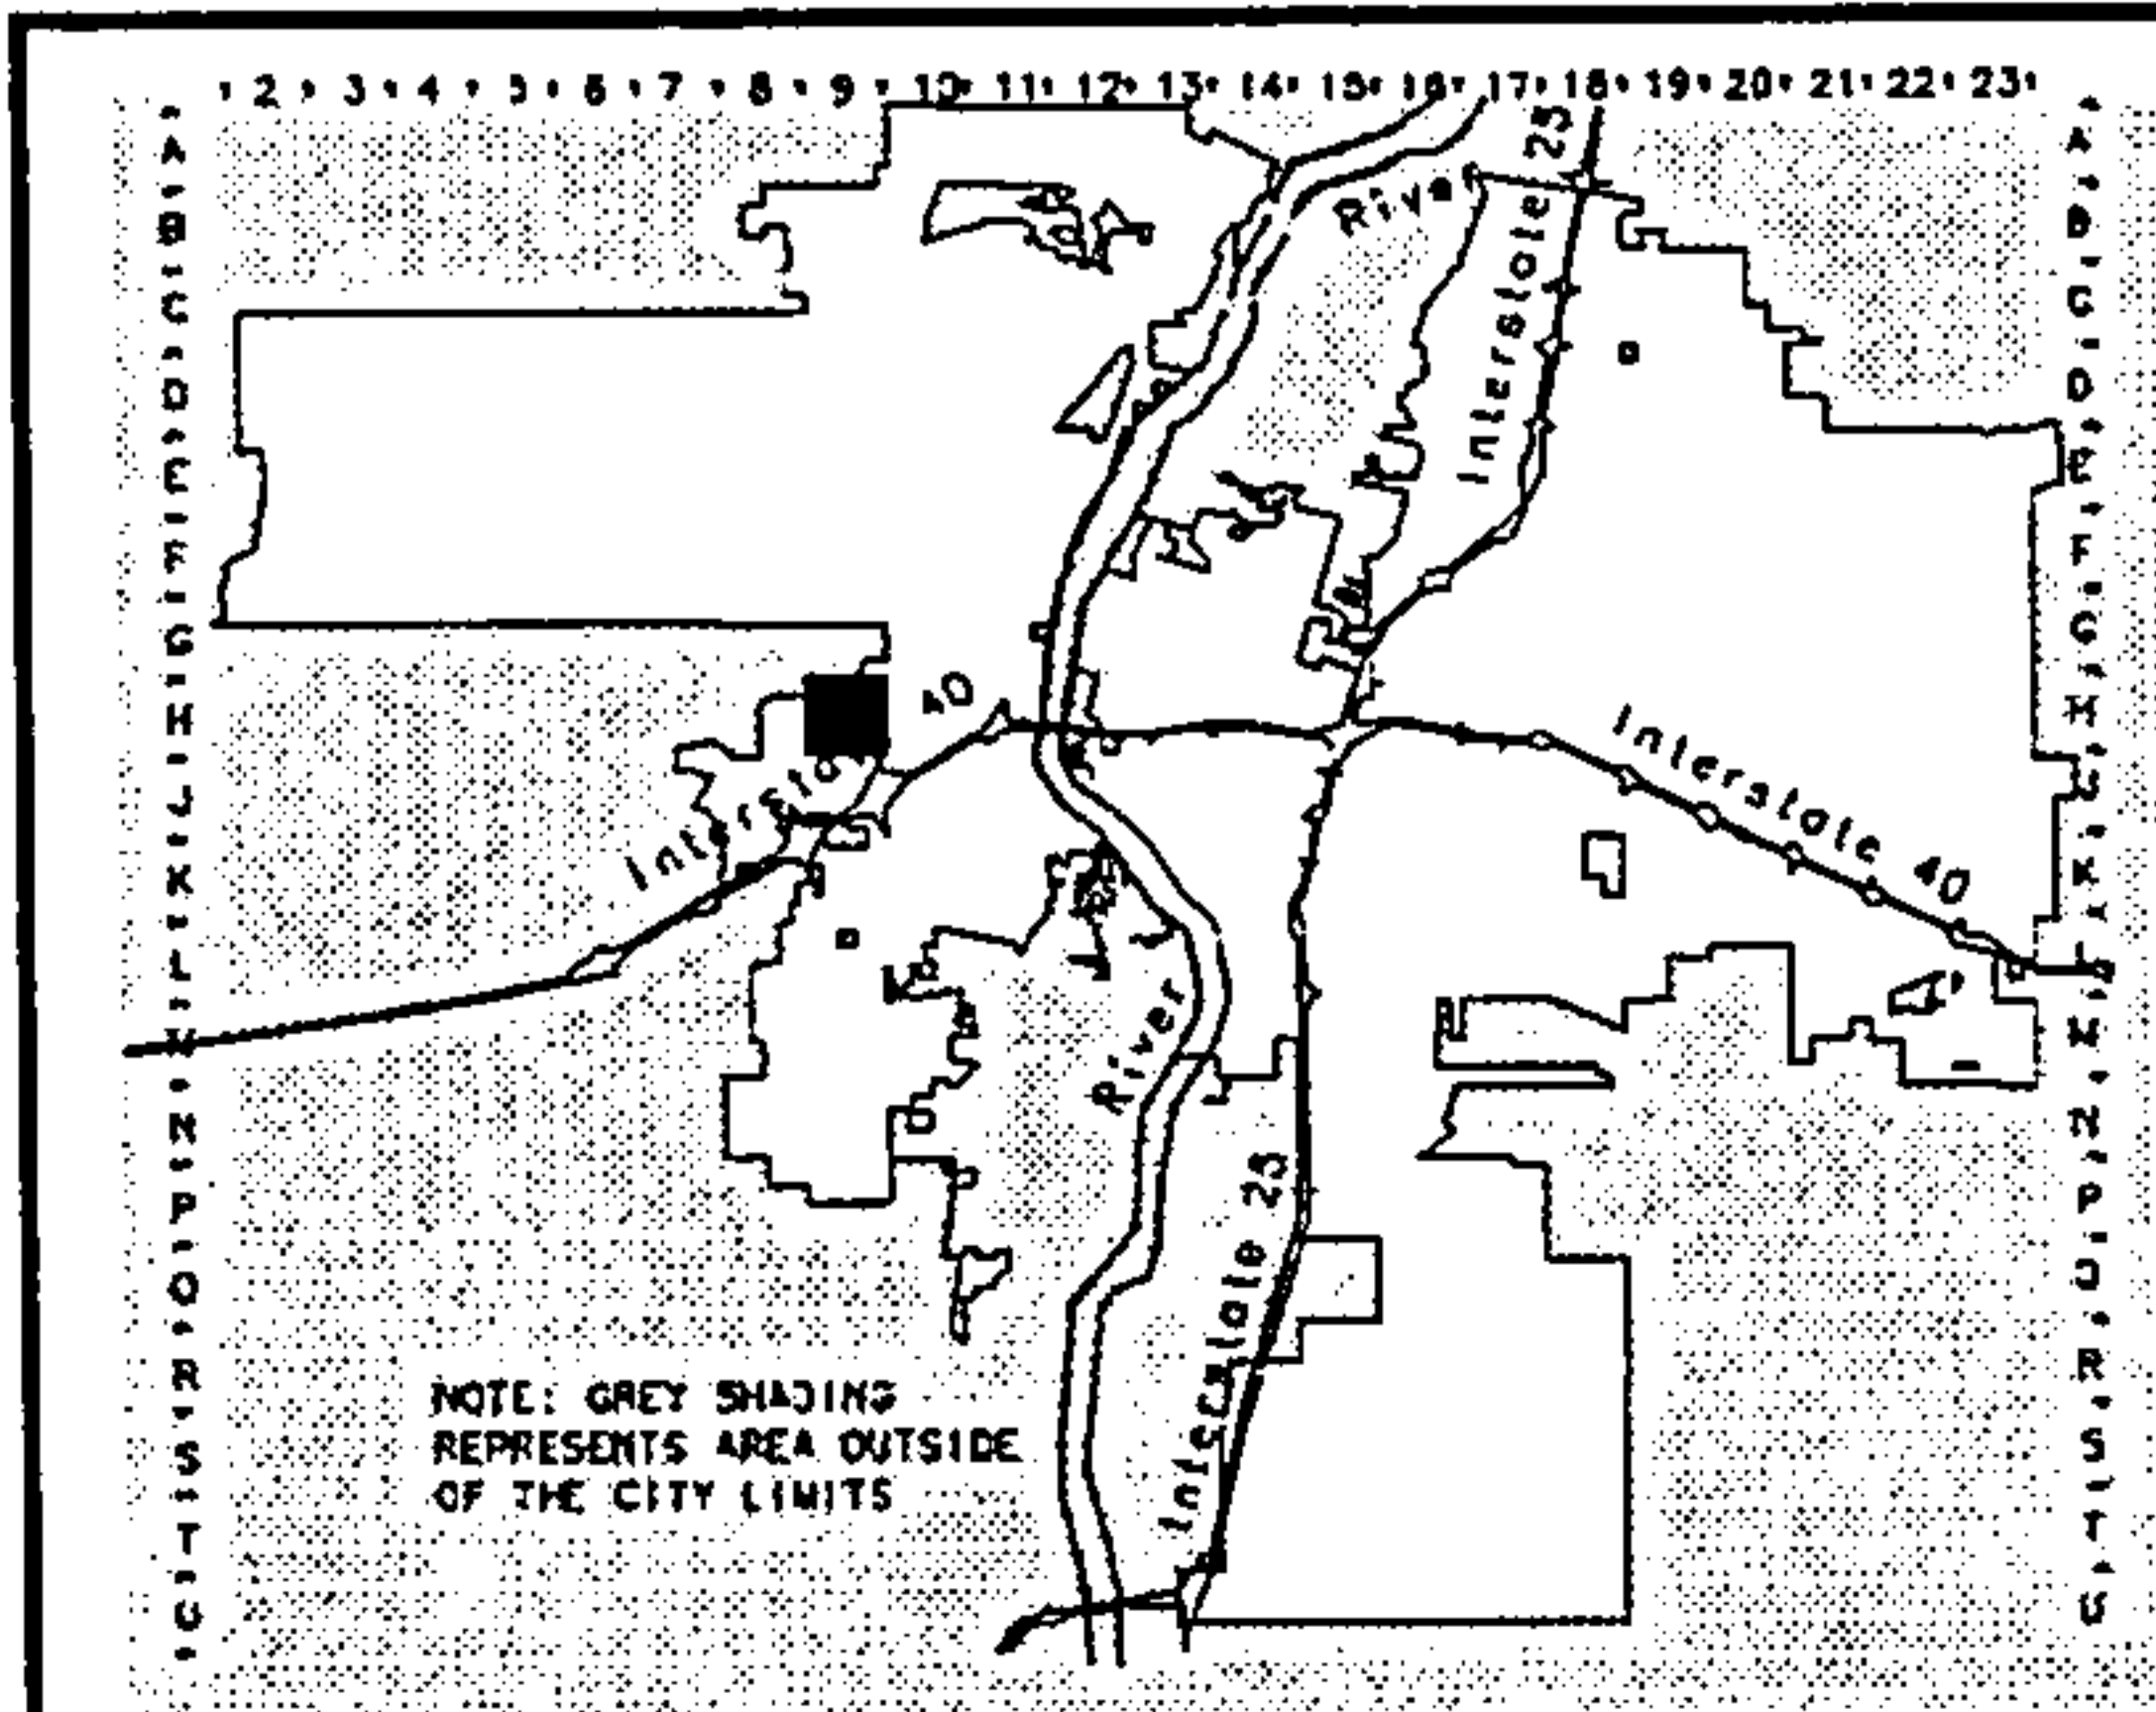 2 3 4 5 6 7 8 9 10 11 12 13 14 15 16 17 18 19 20 21 22 23
A
B
C
D
E
F
G
H
J
K
L
M
N
P
Q
R
S
T
U
A
B
C
D
E
F
G
H
J
K
L
M
N
P
Q
R
S
T
U
River
Interstate 25
40
Interstate 40
River
Interstate 25
NOTE: GREY SHADING
REPRESENTS AREA OUTSIDE
OF THE CITY LIMITS